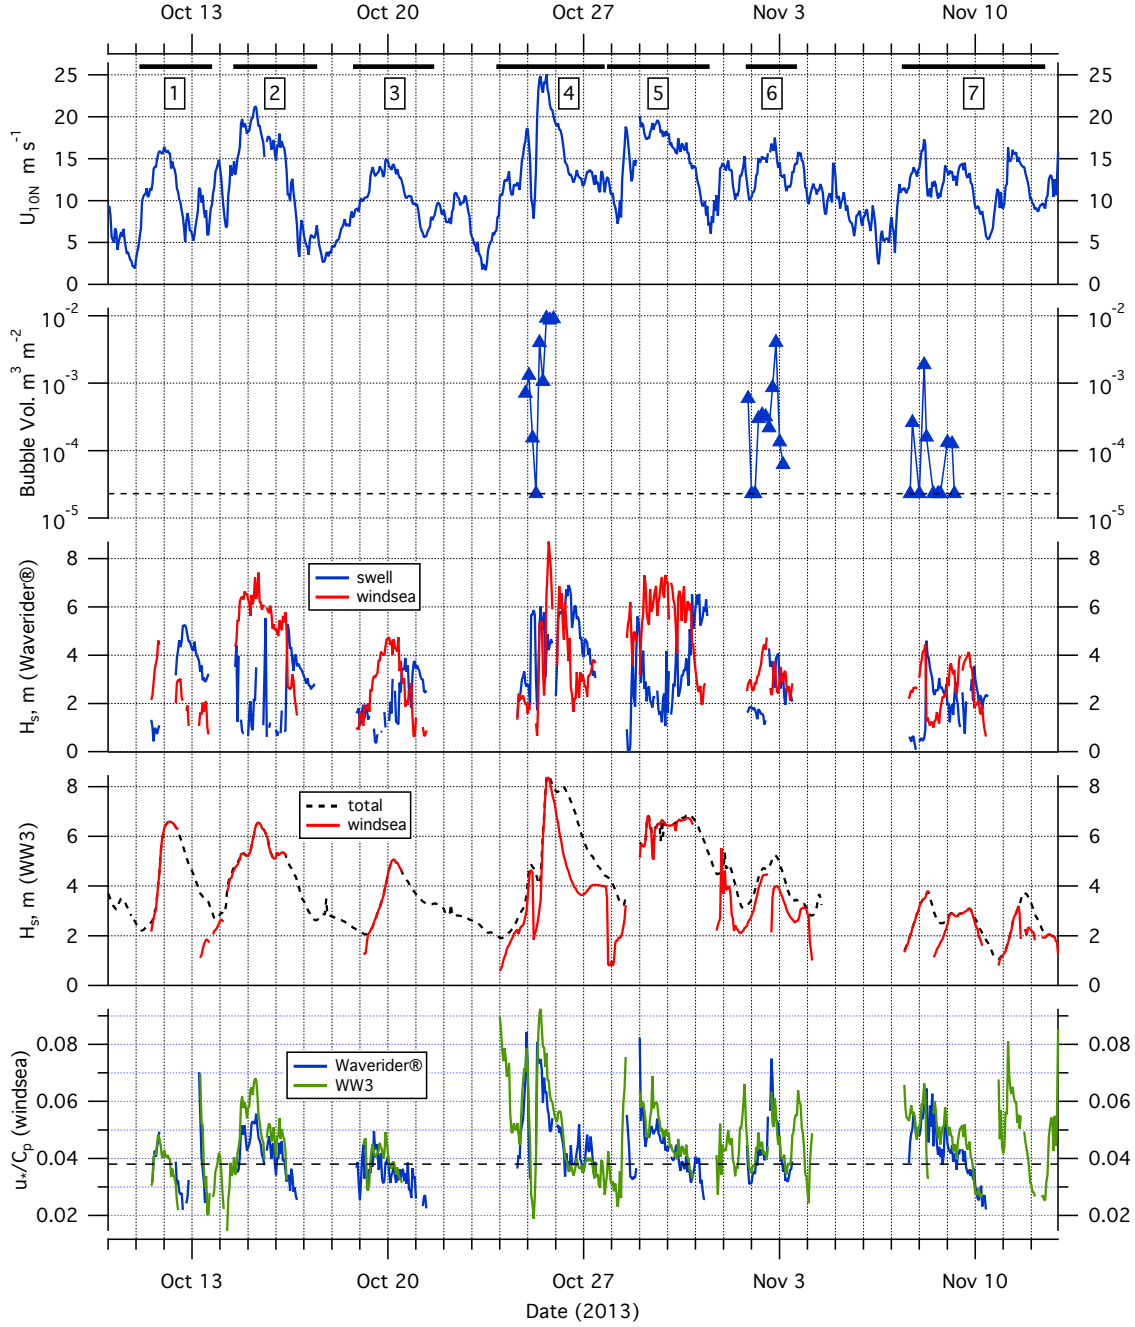 Oct 13 Oct 20 Oct 27 Nov 3 Nov 10
1 2 3 4 5 6 7
U10N m s-1
25 20 15 10 5 0
25 20 15 10 5 0
Bubble Vol. m3 m-2
10-2 10-3 10-4 10-5
10-2 10-3 10-4 10-5
Hs, m (Waverider®)
8 6 4 2 0
swell
windsea
8 6 4 2 0
Hs, m (WW3)
8 6 4 2 0
total
windsea
8 6 4 2 0
u*/Cp (windsea)
0.08 0.06 0.04 0.02
Waverider®
WW3
0.08 0.06 0.04 0.02
Oct 13 Oct 20 Oct 27 Nov 3 Nov 10
Date (2013)